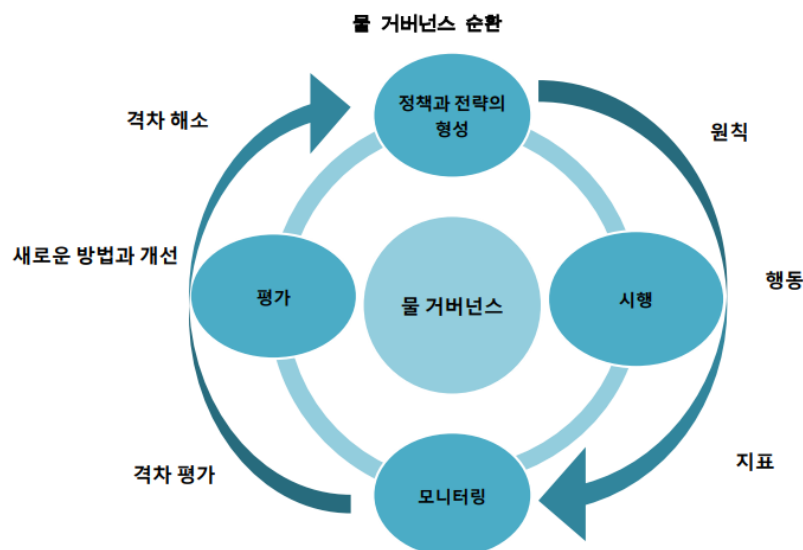 물 거버넌스 순환
정책과 전략의
형성
격차 해소
원칙
새로운 방법과 개선
평가
물 거버넌스
시행
행동
격차 평가
모니터링
지표